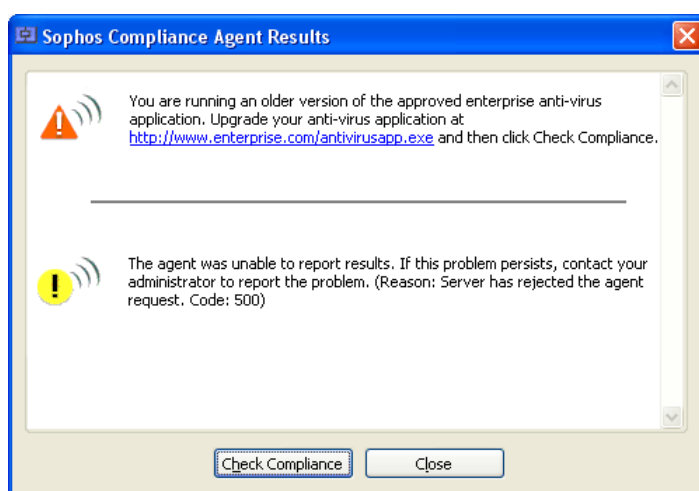 Sophos Compliance Agent Results
You are running an older version of the approved enterprise anti-virus
application. Upgrade your anti-virus application at
http://www.enterprise.com/antivirusapp.exe and then click Check Compliance.
The agent was unable to report results. If this problem persists, contact your
administrator to report the problem. (Reason: Server has rejected the agent
request. Code: 500)
Check Compliance
Close